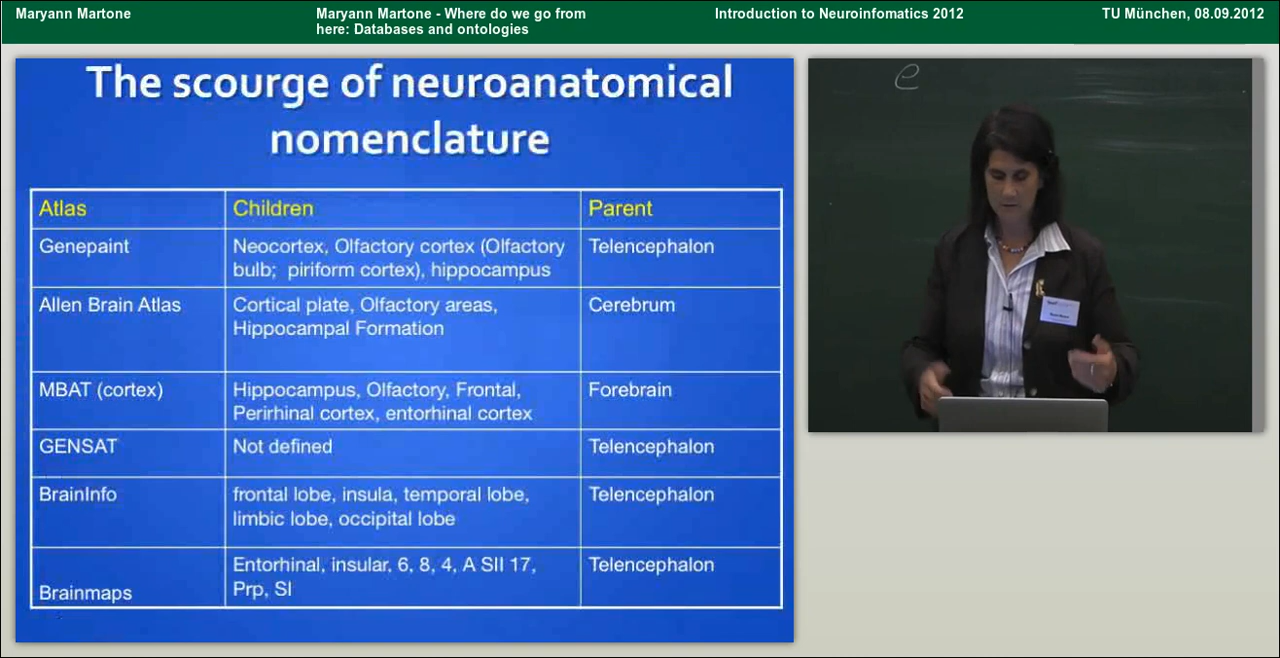 Maryann Martone
Maryann Martone - Where do we go from
here: Databases and ontologies
Introduction to Neuroinfomatics 2012
TU München, 08.09.2012
The scourge of neuroanatomical
nomenclature
Atlas Children Parent
Genepaint Neocortex, Olfactory cortex (Olfactory Telencephalon
bulb; piriform cortex), hippocampus
Allen Brain Atlas Cortical plate, Olfactory areas, Cerebrum
Hippocampal Formation
MBAT (cortex) Hippocampus, Olfactory, Frontal, Forebrain
Perirhinal cortex, entorhinal cortex
GENSAT Not defined Telencephalon
BrainInfo frontal lobe, insula, temporal lobe, Telencephalon
limbic lobe, occipital lobe
Entorhinal, insular, 6, 8, 4, A SII 17, Telencephalon
Brainmaps Prp, SI
e